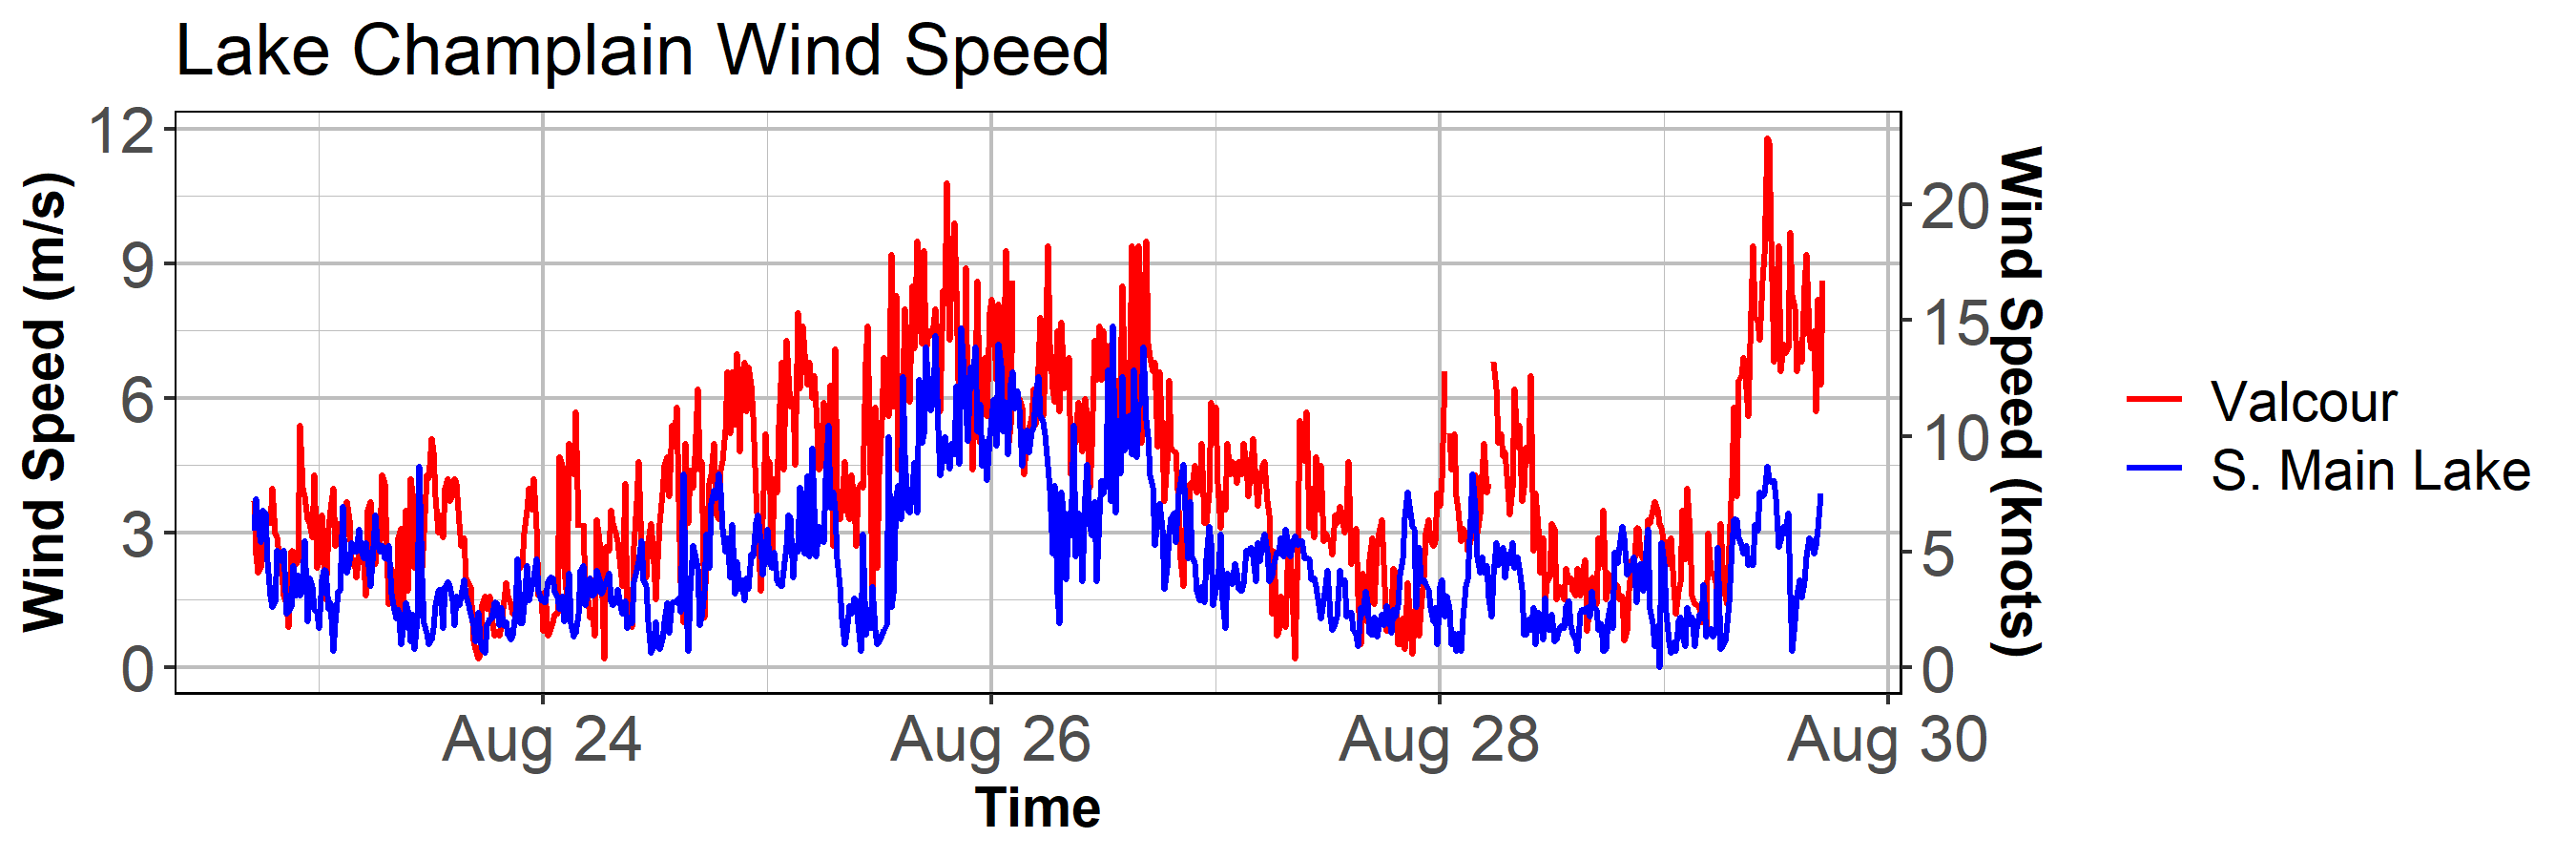 Lake Champlain Wind Speed
Wind Speed (m/s)
12
9
6
3
0
20
15
10
5
0
Wind Speed (knots)
Aug 24
Aug 26
Aug 28
Aug 30
Time
Valcour
S. Main Lake